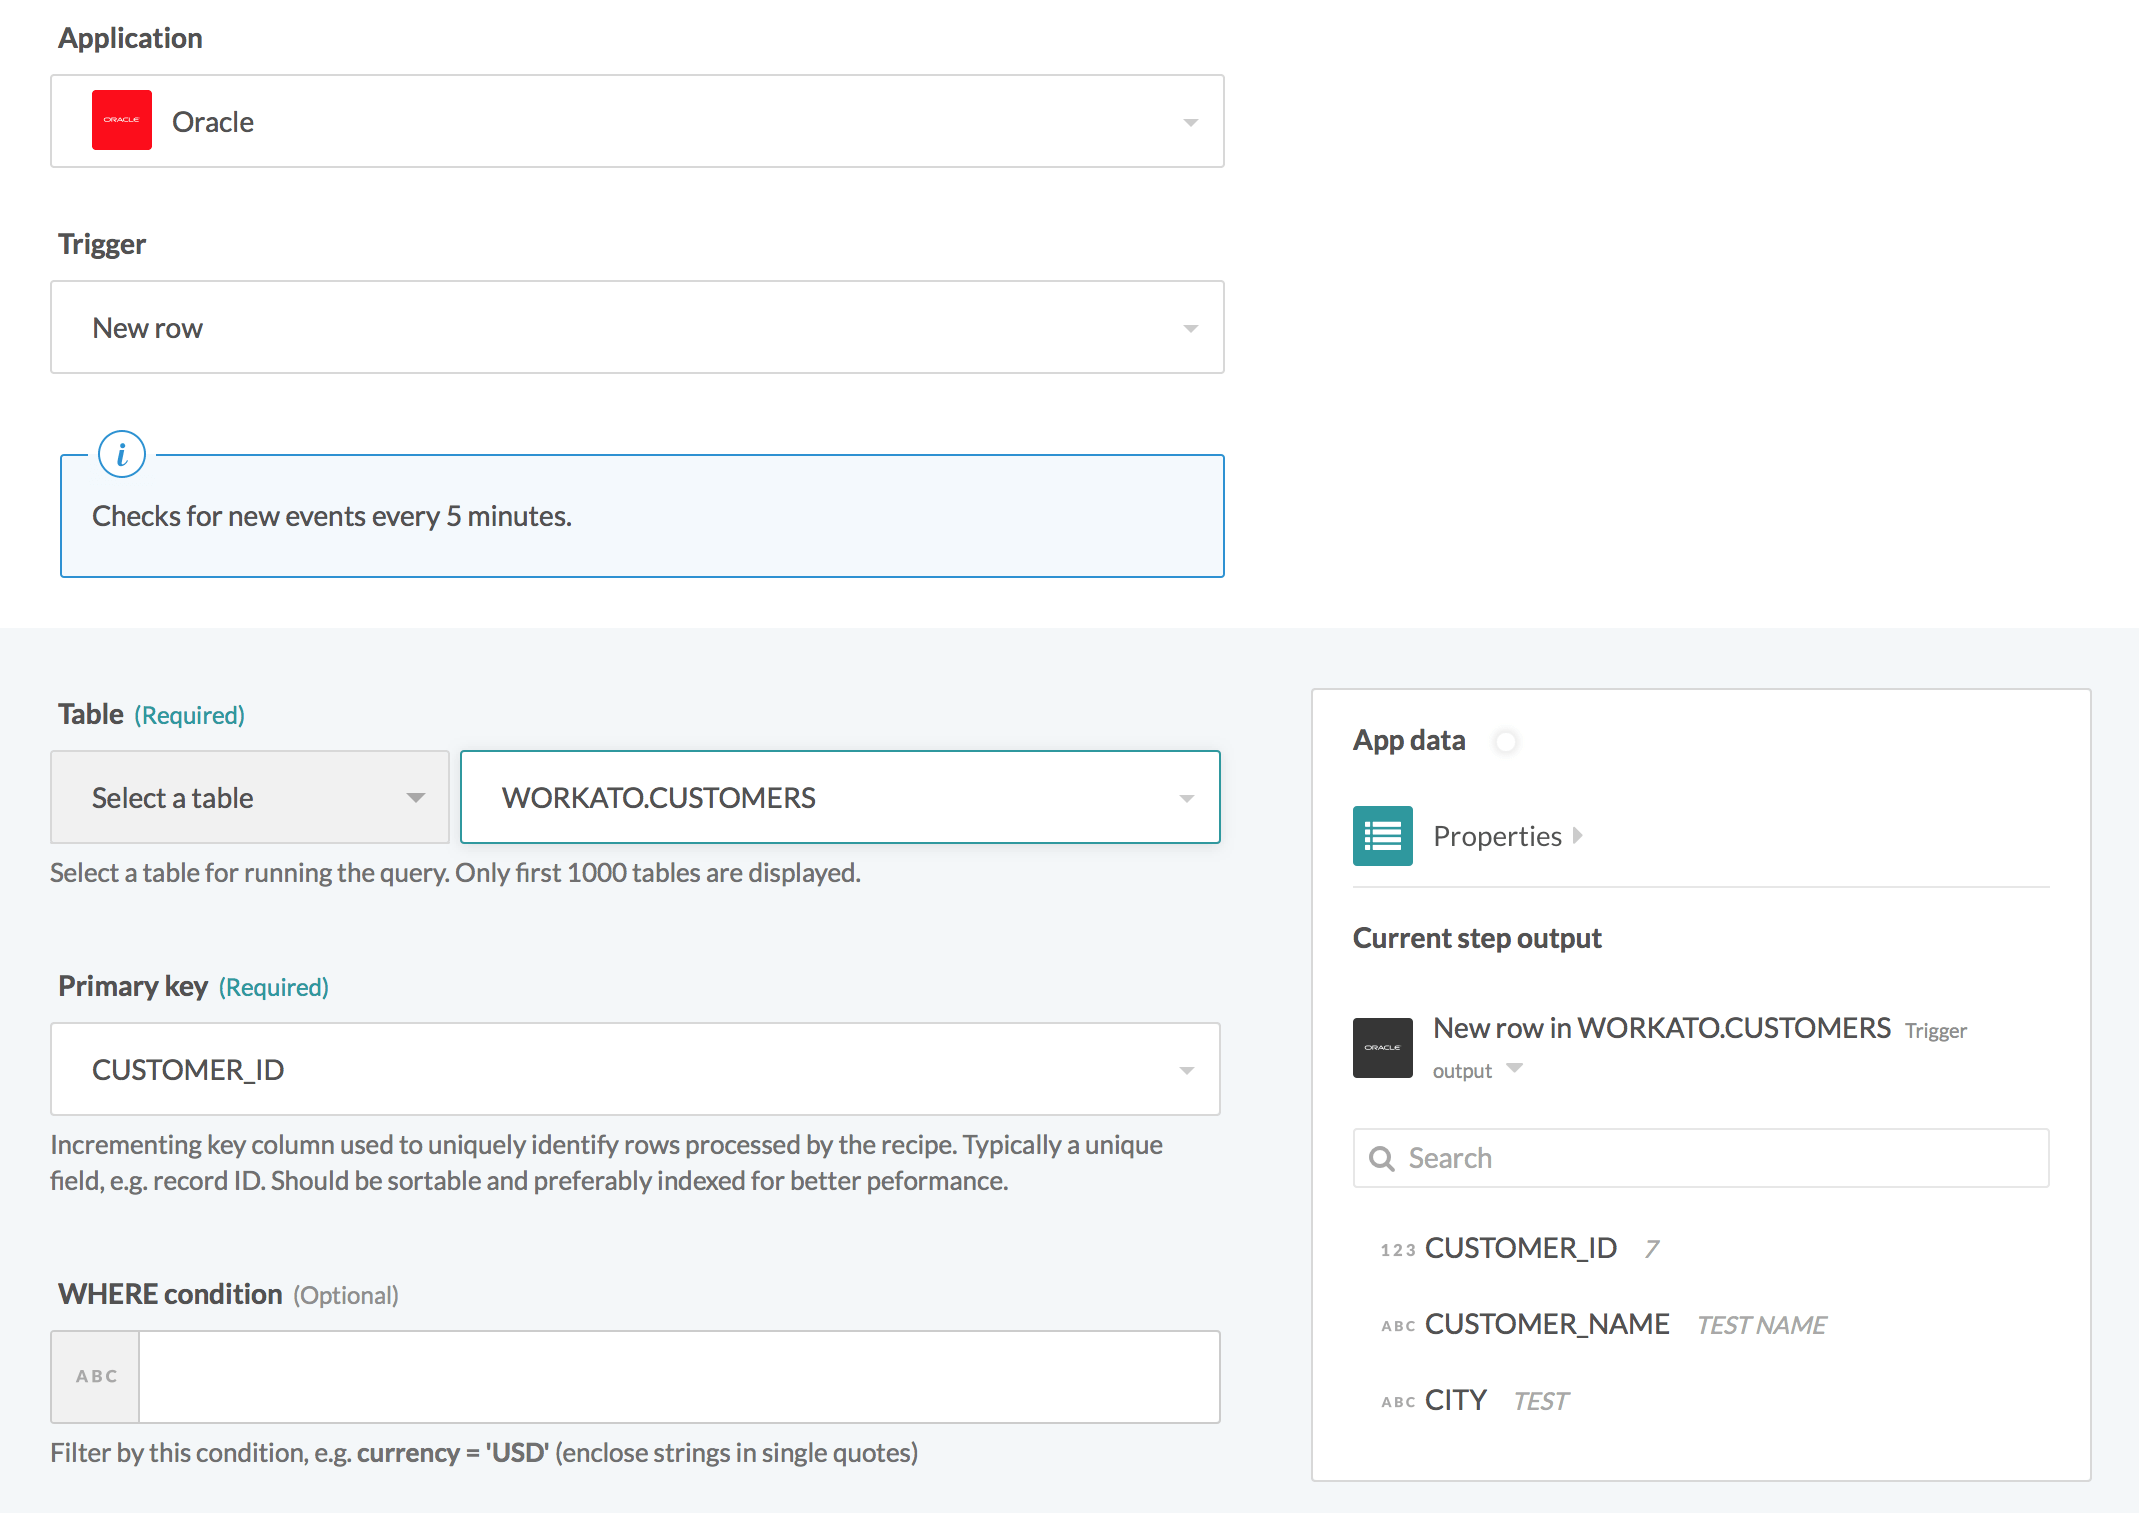 Application
ORACLE
Oracle
Trigger
New row
i
Checks for new events every 5 minutes.
Table (Required)
Select a table
WORKATO.CUSTOMERS
Select a table for running the query. Only first 1000 tables are displayed.
Primary key (Required)
CUSTOMER_ID
Incrementing key column used to uniquely identify rows processed by the recipe. Typically a unique
field, e.g. record ID. Should be sortable and preferably indexed for better peformance.
WHERE condition (Optional)
ABC
Filter by this condition, e.g. currency = 'USD' (enclose strings in single quotes)
App data
Properties
Current step output
ORACLE
New row in WORKATO.CUSTOMERS Trigger
output
Search
123 CUSTOMER_ID 7
ABC CUSTOMER_NAME TEST NAME
ABC CITY TEST